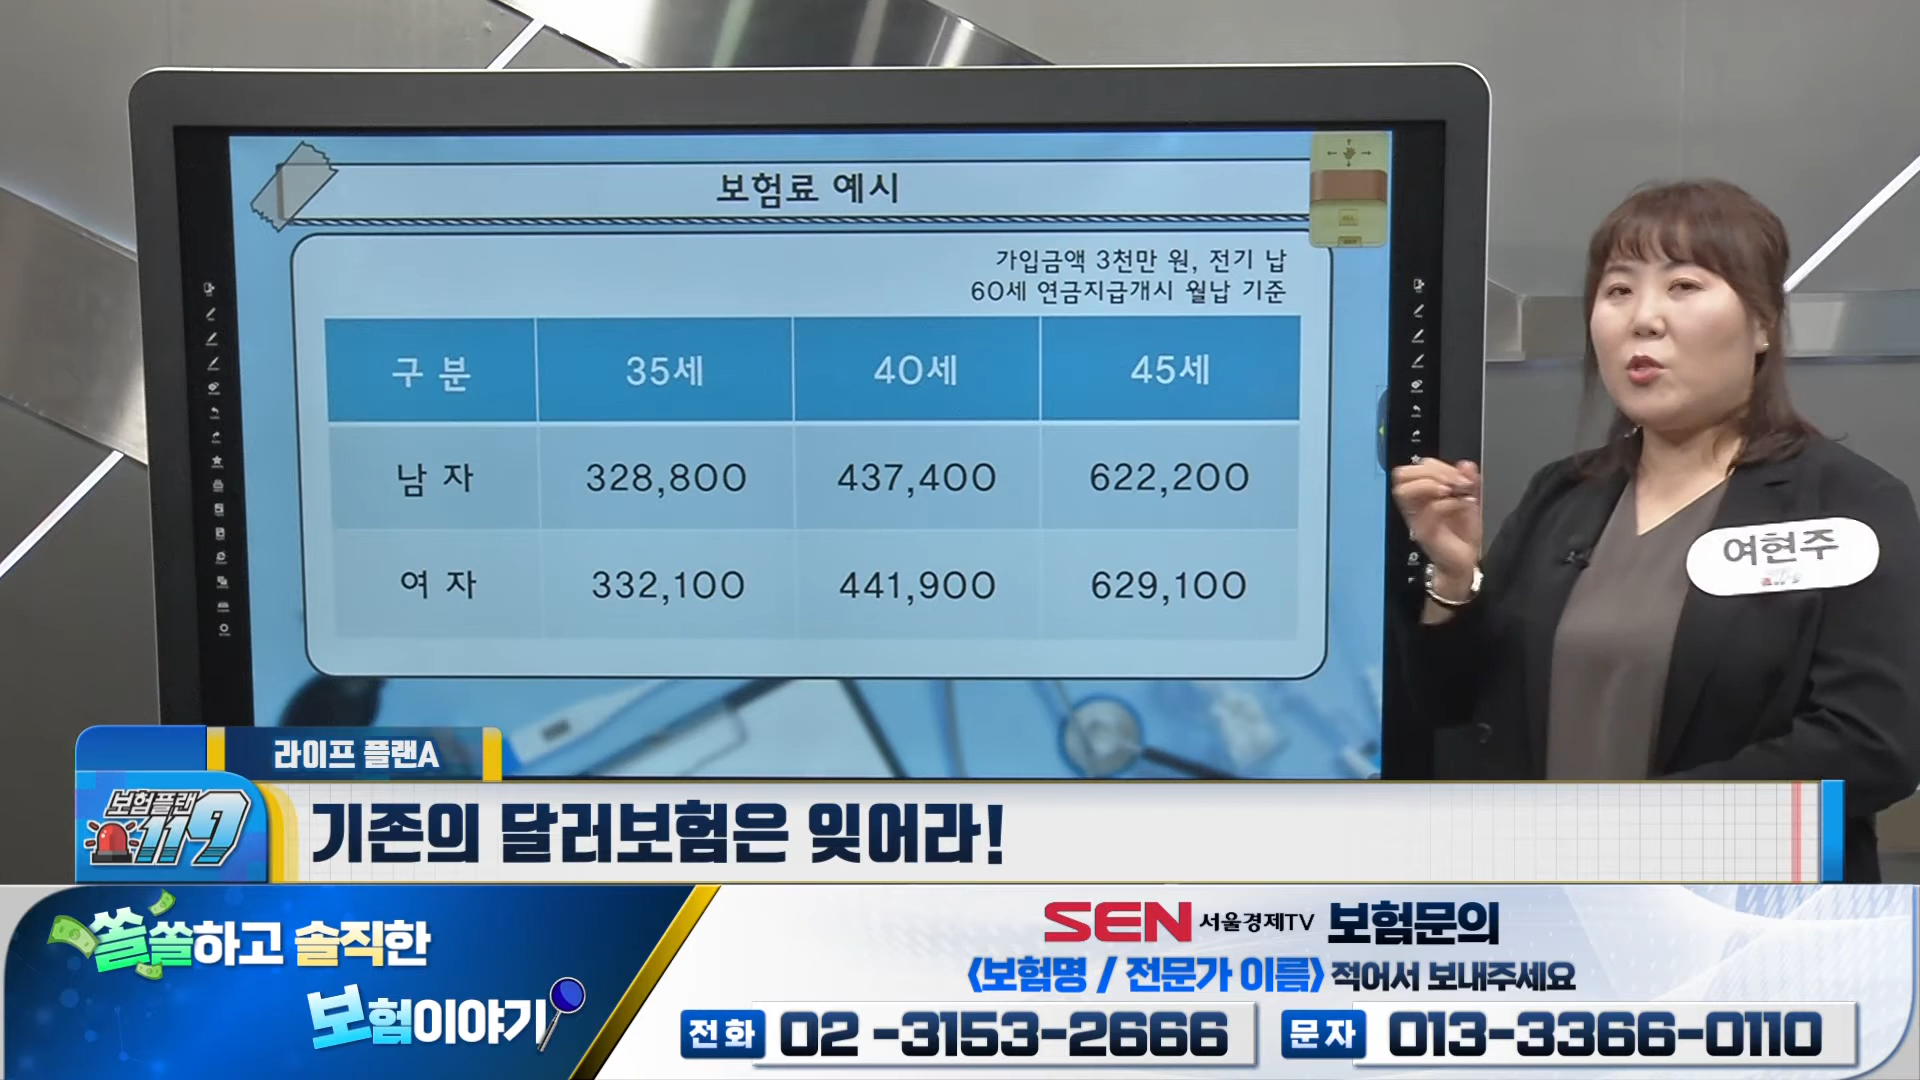 보험료 예시
가입금액 3천만 원, 전기 납
60세 연금지급개시 월납 기준
구 분 35세 40세 45세
남 자 328,800 437,400 622,200
여 자 332,100 441,900 629,100
여현주
라이프 플랜A
보험플랜
119
기존의 달러보험은 잊어라!
쏠쏠하고 솔직한
보험이야기
SEN 서울경제TV 보험문의
<보험명 / 전문가 이름> 적어서 보내주세요
전화 02-3153-2666 문자 013-3366-0110